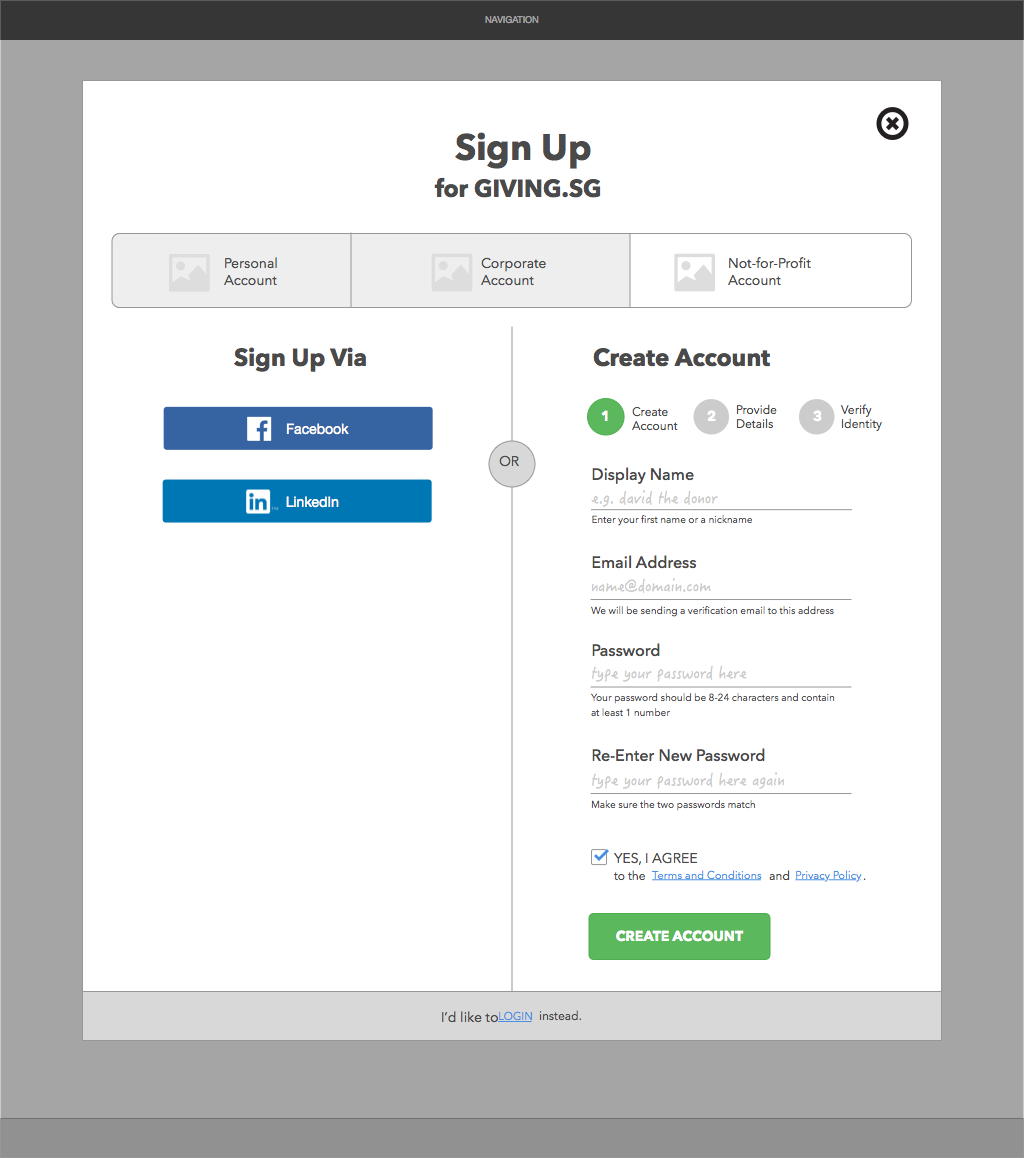 NAVIGATION
Sign Up
for GIVING.SG
Personal
Account
Corporate
Account
Not-for-Profit
Account
Sign Up Via
Facebook
LinkedIn
OR
Create Account
1
Create
Account
2
Provide
Details
3
Verify
Identity
Display Name
e.g. david the donor
Enter your first name or a nickname
Email Address
name@domain.com
We will be sending a verification email to this address
Password
type your password here
Your password should be 8-24 characters and contain
at least 1 number
Re-Enter New Password
type your password here again
Make sure the two passwords match
YES, I AGREE
to the Terms and Conditions and Privacy Policy.
CREATE ACCOUNT
I'd like to LOGIN instead.